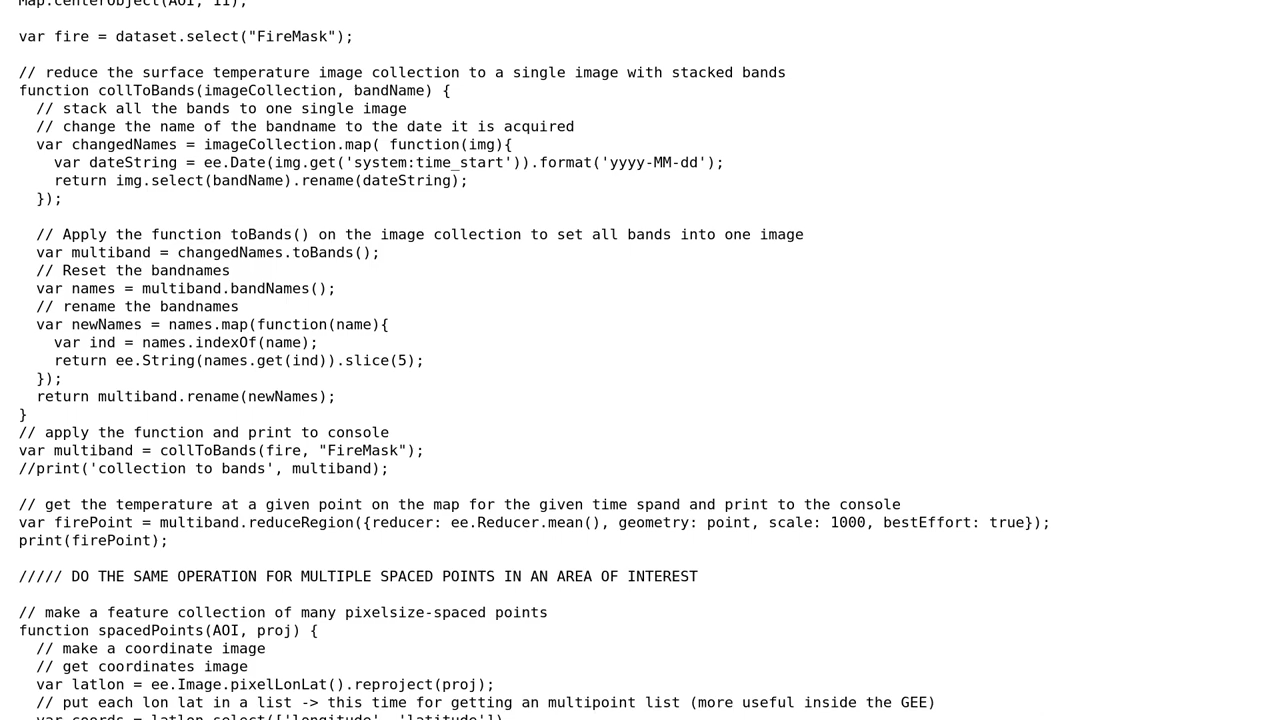 Map.centerObject(AOI, 11);
var fire = dataset.select("FireMask");
// reduce the surface temperature image collection to a single image with stacked bands
function collToBands(imageCollection, bandName) {
// stack all the bands to one single image
// change the name of the bandname to the date it is acquired
var changedNames = imageCollection.map( function(img){
var dateString = ee.Date(img.get('system:time_start')).format('yyyy-MM-dd');
return img.select(bandName).rename(dateString);
});
// Apply the function toBands() on the image collection to set all bands into one image
var multiband = changedNames.toBands();
// Reset the bandnames
var names = multiband.bandNames();
// rename the bandnames
var newNames = names.map(function(name){
var ind = names.indexOf(name);
return ee.String(names.get(ind)).slice(5);
});
return multiband.rename(newNames);
}
// apply the function and print to console
var multiband = collToBands(fire, "FireMask");
//print('collection to bands', multiband);
// get the temperature at a given point on the map for the given time spand and print to the console
var firePoint = multiband.reduceRegion({reducer: ee.Reducer.mean(), geometry: point, scale: 1000, bestEffort: true});
print(firePoint);
///// DO THE SAME OPERATION FOR MULTIPLE SPACED POINTS IN AN AREA OF INTEREST
// make a feature collection of many pixelsize-spaced points
function spacedPoints(AOI, proj) {
// make a coordinate image
// get coordinates image
var latlon = ee.Image.pixelLonLat().reproject(proj);
// put each lon lat in a list -> this time for getting an multipoint list (more useful inside the GEE)
var coords = latlon.select(['longitude', 'latitude'])